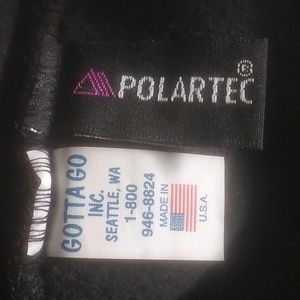 POLARTEC®
GOTTA GO
INC.
SEATTLE, WA
1-800
946-8824
MADE IN
U.S.A.